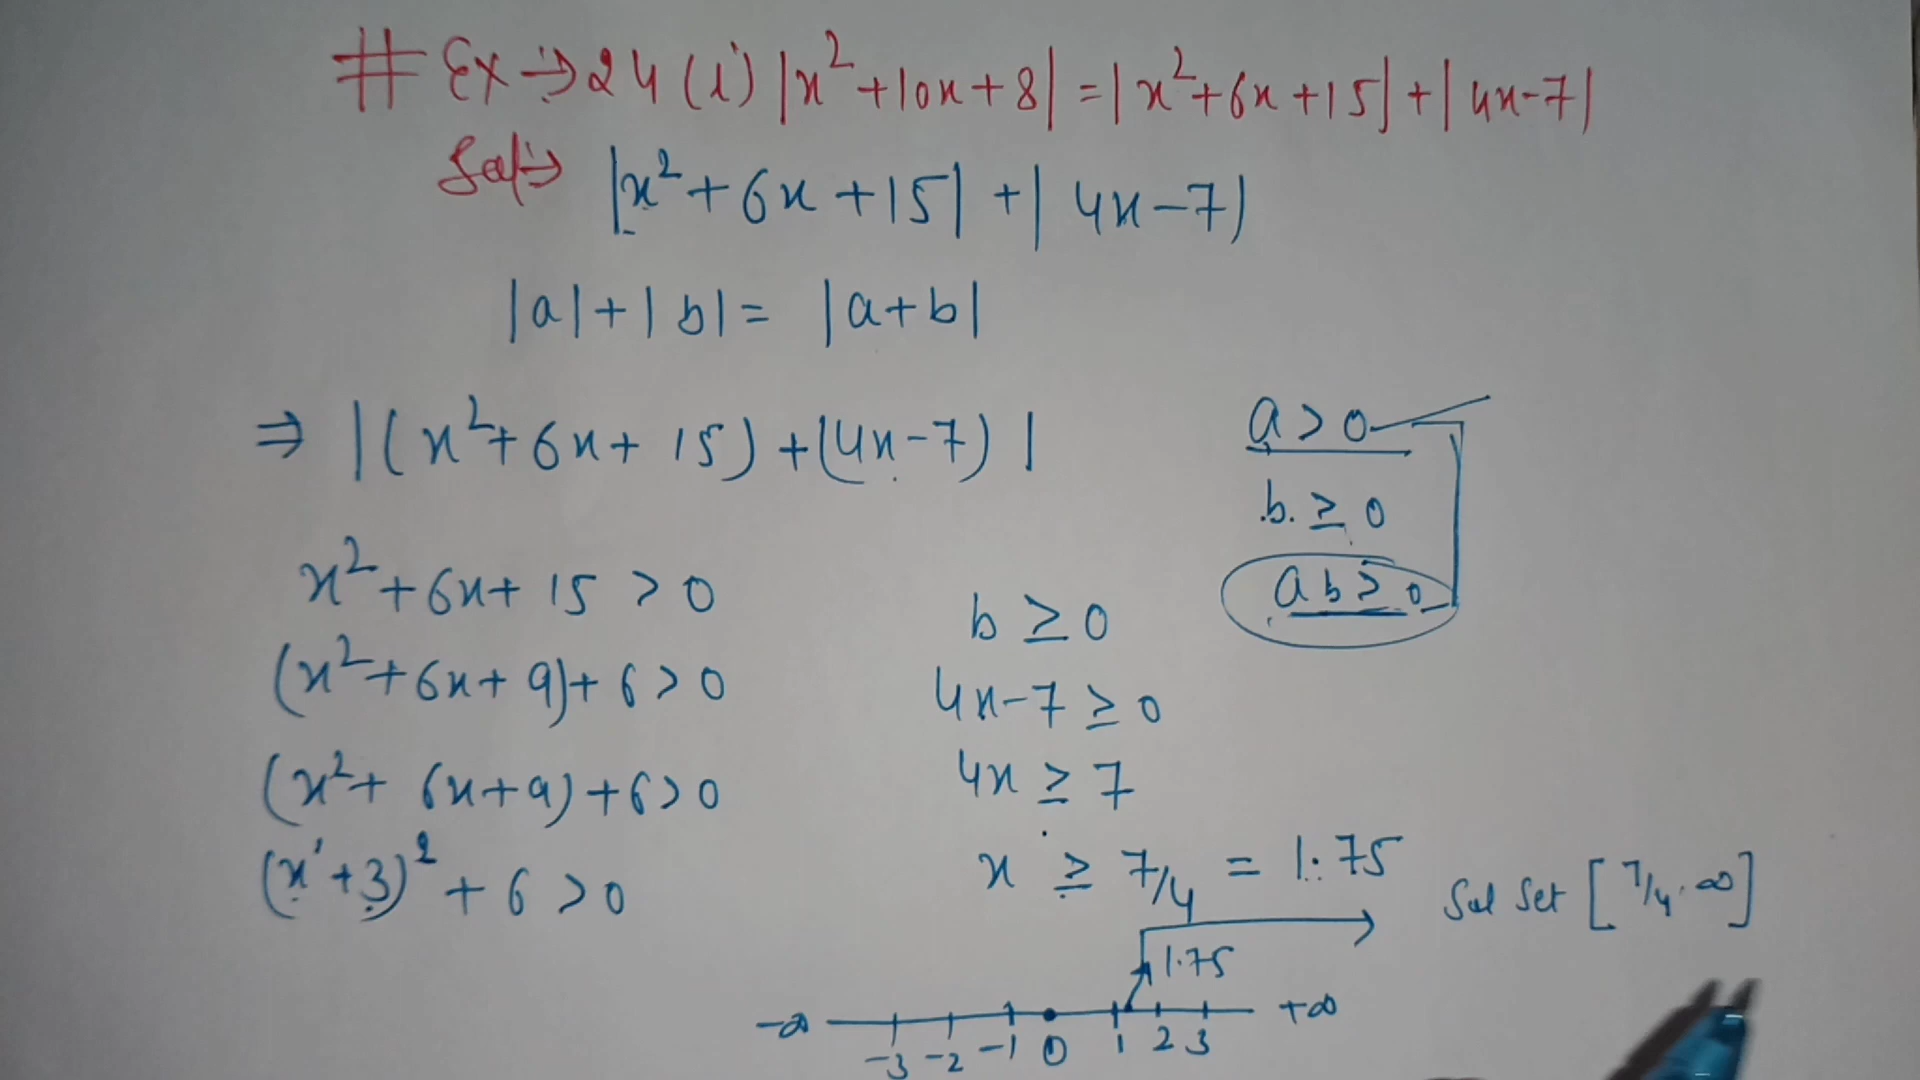 # Ex ⇒ 24 (i) |x²+10x+8| = |x²+6x+15|+|4x-7|
Sol ⇒ |x²+6x+15| + |4x-7|
|a|+|b| = |a+b|
⇒ |(x²+6x+15)+(4x-7)|
a>0
b ≥ 0
ab ≥ 0
x²+6x+15 > 0
(x²+6x+9)+6>0
(x²+6x+9)+6>0
(x+3)²+6>0
b ≥ 0
4x-7 ≥ 0
4x ≥ 7
x ≥ 7/4 = 1.75
Sol Set [7/4, ∞]
1.75
-∞ +∞
-3 -2 -1 0 1 2 3